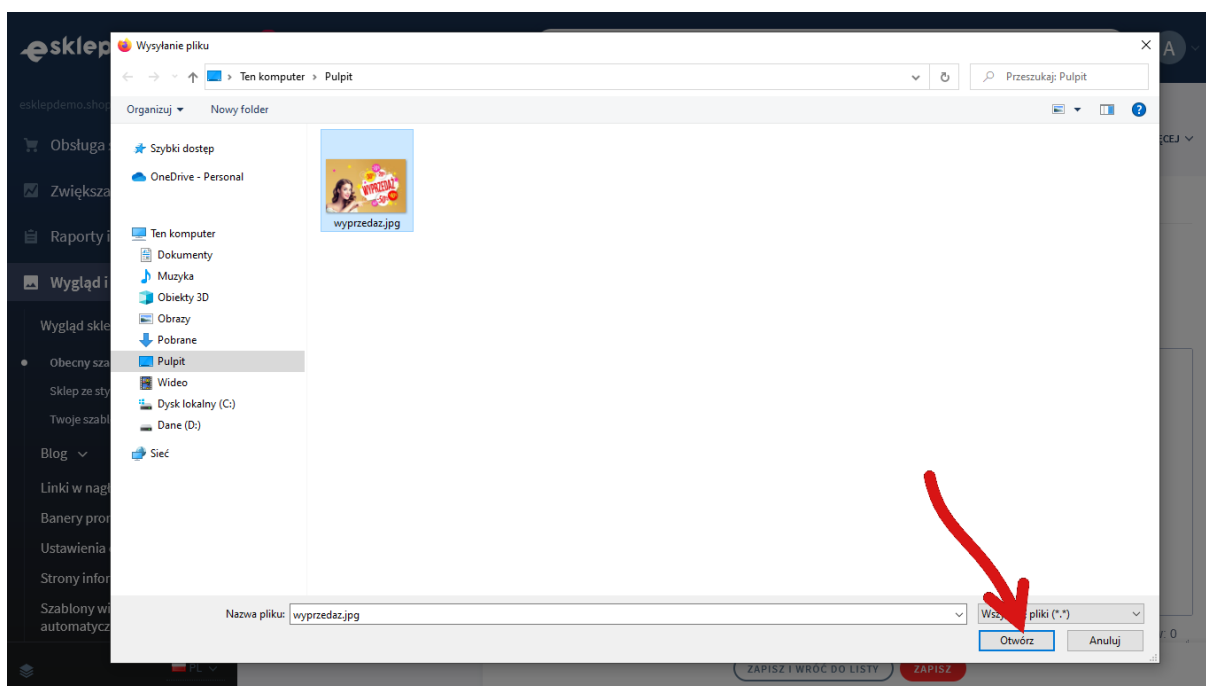 esklep
Wysyłanie pliku
A
Ten komputer > Pulpit
Przeszukaj: Pulpit
esklepdemo.shop
Organizuj
Nowy folder
Obsługa
Szybki dostęp
OneDrive - Personal
Zwiększa
wyprzedaz.jpg
WYPRZEDAŻ
Ten komputer
Raporty i
Dokumenty
Muzyka
Wygląd i
Obiekty 3D
Obrazy
Wygląd skle
Pobrane
Obecny sza
Pulpit
Wideo
Sklep ze sty
Dysk lokalny (C:)
Twoje szabl
Dane (D:)
Blog
Sieć
Linki w nagł
Banery pror
Ustawienia
Strony infor
Szablony wi
automatycz
Nazwa pliku:
wyprzedaz.jpg
pliki (*.*)
Otwórz
Anuluj
PL
ZAPISZ I WRÓĆ DO LISTY
ZAPISZ